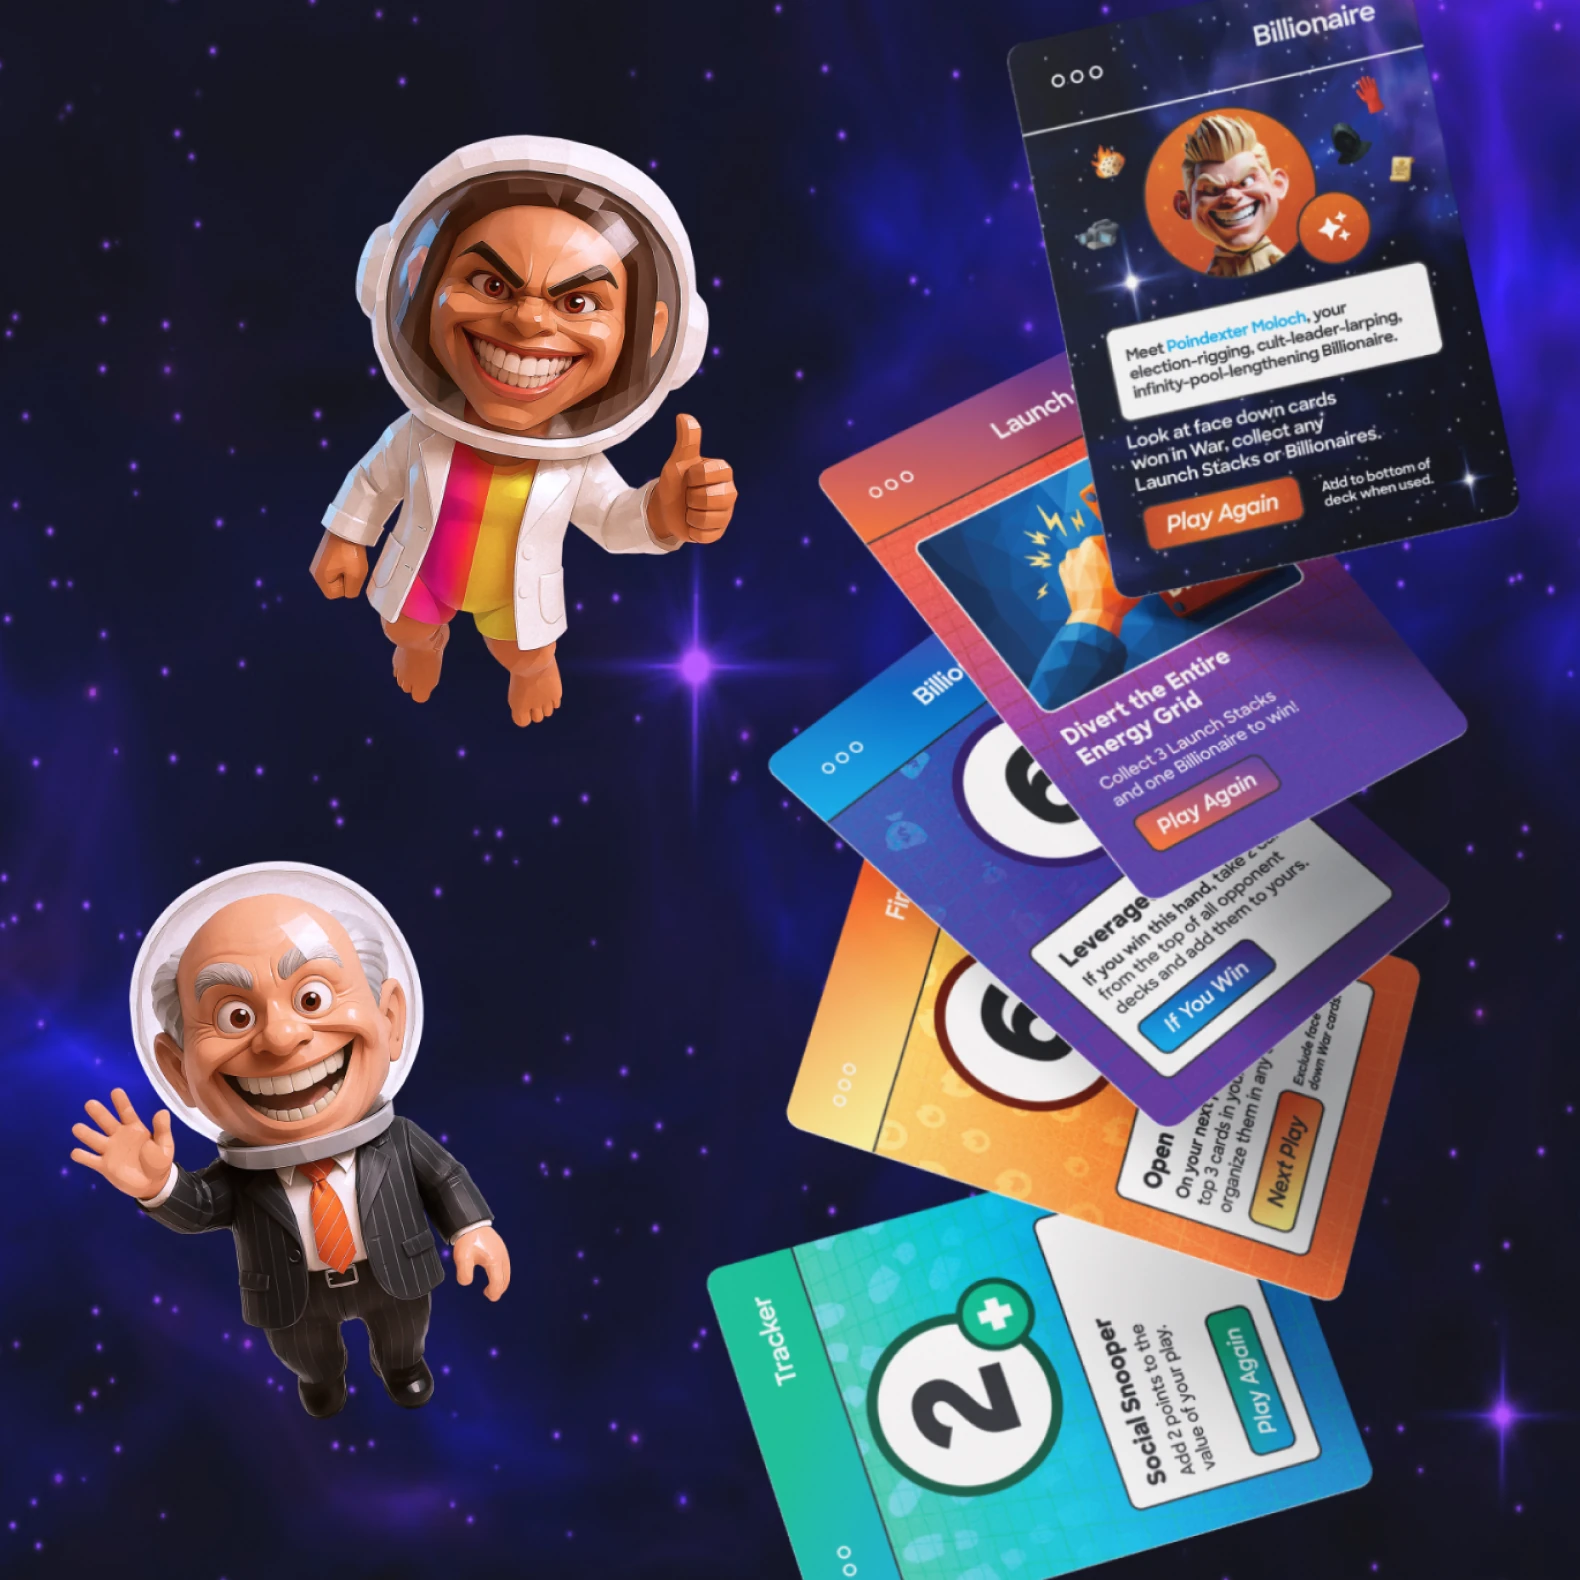 Billionaire
Meet Poindexter Moloch, your
election-rigging, cult-leader-larping,
infinity-pool-lengthening Billionaire.
Look at face down cards
won in War, collect any
Launch Stacks or Billionaires.
Play Again
Add to bottom of
deck when used.
Launch
Divert the Entire
Energy Grid
Collect 3 Launch Stacks
and one Billionaire to win!
Play Again
6
Leverage
If you win this hand, take 2
from the top of all opponent
decks and add them to yours.
If You Win
6
Open
On your next
top 3 cards in
organize them in any
Next Play
Exclude face
down War cards.
Tracker
2
Social Snooper
Add 2 points to the
value of your play.
Play Again